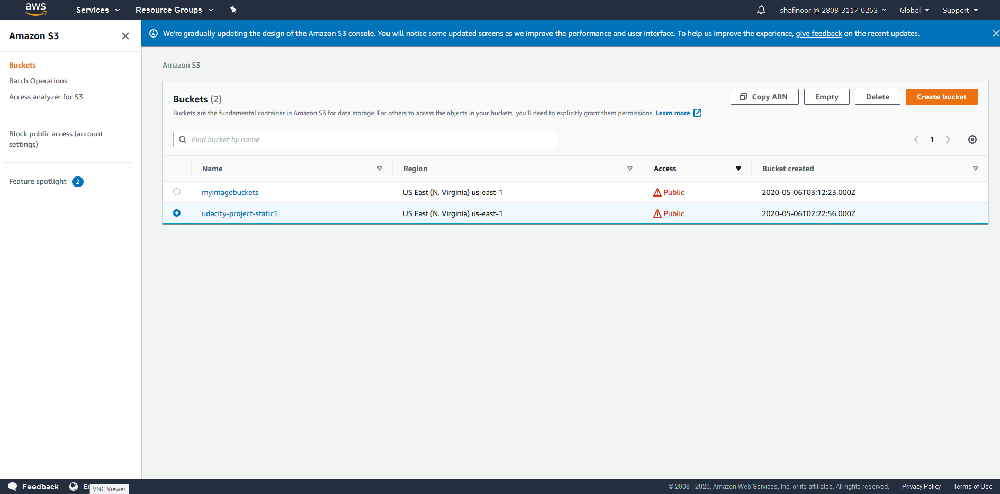 aws Services Resource Groups shafinoor @ 2808-3117-0263 Global Support
Amazon S3
We're gradually updating the design of the Amazon S3 console. You will notice some updated screens as we improve the performance and user interface. To help us improve the experience, give feedback on the recent updates.
Buckets
Batch Operations
Access analyzer for S3
Block public access (account
settings)
Feature spotlight 2
Amazon S3
Buckets (2) Copy ARN Empty Delete Create bucket
Buckets are the fundamental container in Amazon S3 for data storage. For others to access the objects in your buckets, you'll need to explicitly grant them permissions. Learn more
Find bucket by name 1
Name Region Access Bucket created
myimagebuckets US East (N. Virginia) us-east-1 Public 2020-05-06T03:12:23.000Z
udacity-project-static1 US East (N. Virginia) us-east-1 Public 2020-05-06T02:22:56.000Z
Feedback VNC Viewer © 2008 - 2020, Amazon Web Services, Inc. or its affiliates. All rights reserved. Privacy Policy Terms of Use